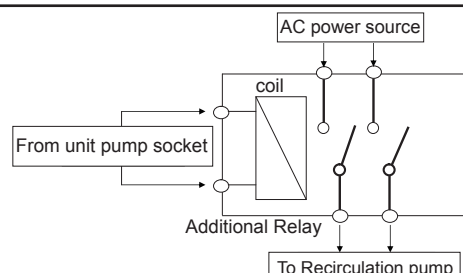 AC power source
coil
From unit pump socket
Additional Relay
To Recirculation pump